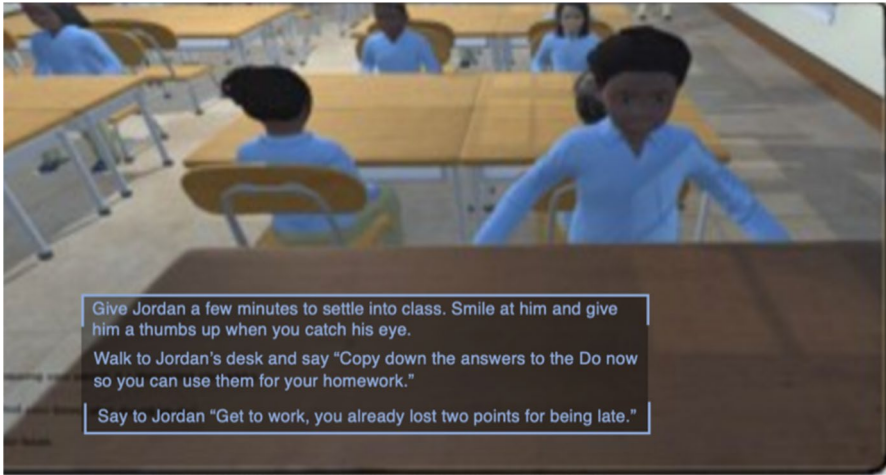 Give Jordan a few minutes to settle into class. Smile at him and give
him a thumbs up when you catch his eye.
Walk to Jordan's desk and say “Copy down the answers to the Do now
so you can use them for your homework.”
Say to Jordan “Get to work, you already lost two points for being late.”